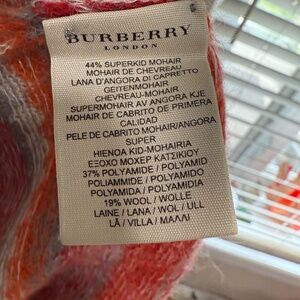 BURBERRY
LONDON
44% SUPERKID MOHAIR
MOHAIR DE CHEVREAU
LANA D'ANGORA DI CAPRETTO
GEITENMOHAIR
CHEVREAU-MOHAIR
SUPERMOHAIR AV ANGORA KJE
MOHAIR DE CABRITO DE PRIMERA
CALIDAD
PELE DE CABRITO MOHAIR/ANGORA
SUPER
HIENOA KID-MOHAIRIA
ΕΞΟΧΟ ΜΟΧΕΡ ΚΑΤΣΙΚΙΟΥ
37% POLYAMIDE / POLYAMID
POLIAMMIDE / POLYAMIDO
POLYAMIDA / POLYAMIDIA
19% WOOL / WOLLE
LAINE / LANA / WOL / ULL
LÃ / VILLA / ΜΑΛΛΙ